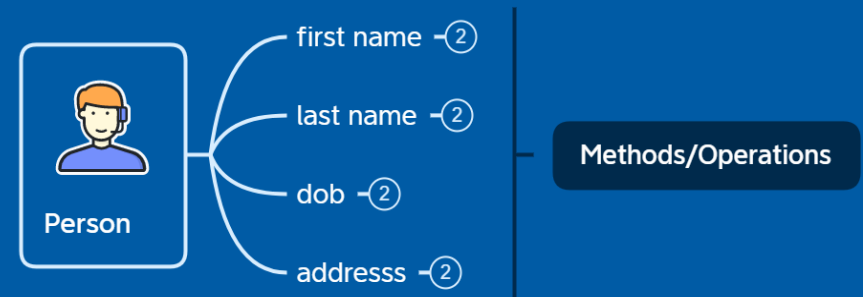 first name 2
last name 2
dob 2
Person
addresss 2
Methods/Operations